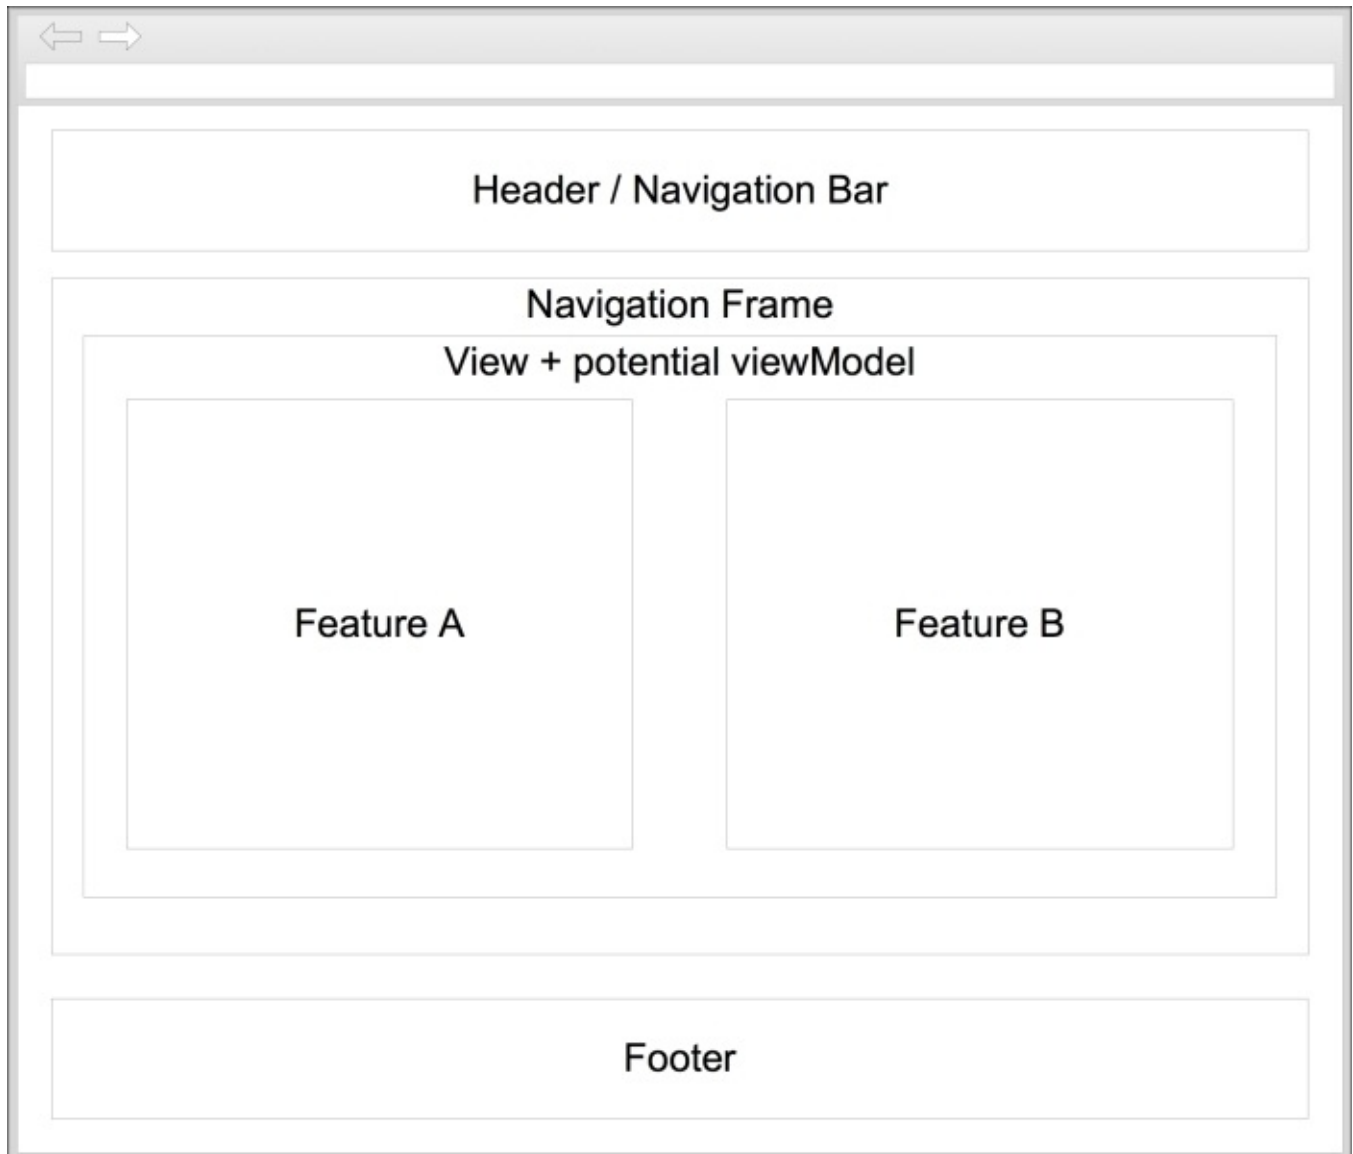 Header / Navigation Bar
Navigation Frame
View + potential viewModel
Feature A
Feature B
Footer